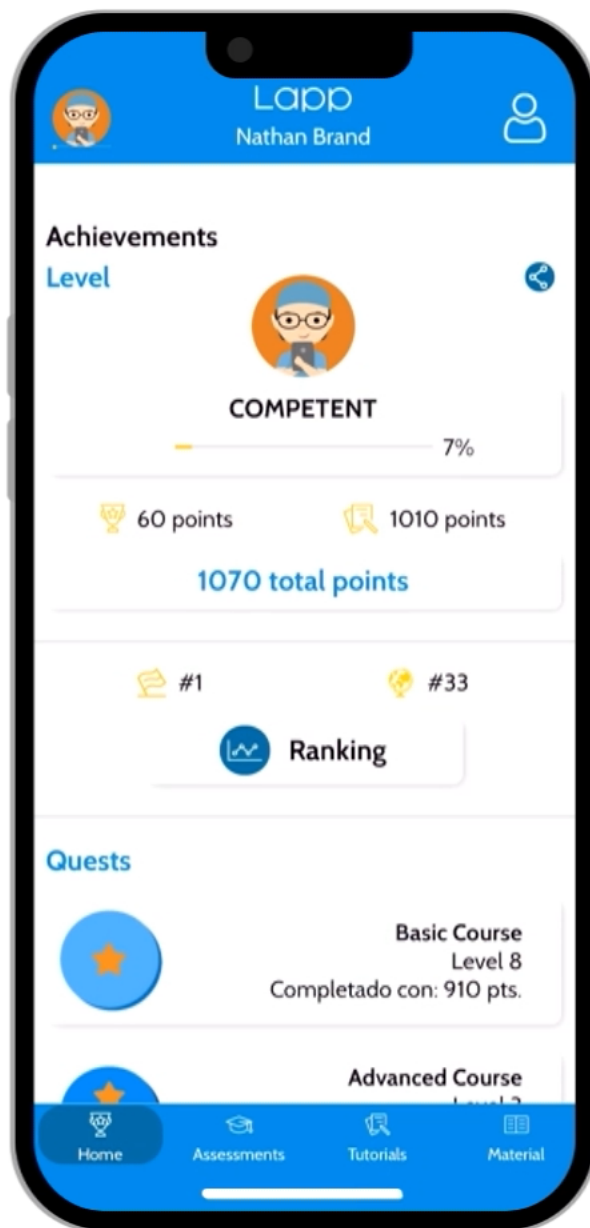 Lapp
Nathan Brand
Achievements
Level
COMPETENT
7%
60 points
1010 points
1070 total points
#1
#33
Ranking
Quests
Basic Course
Level 8
Completado con: 910 pts.
Advanced Course
Home
Assessments
Tutorials
Material